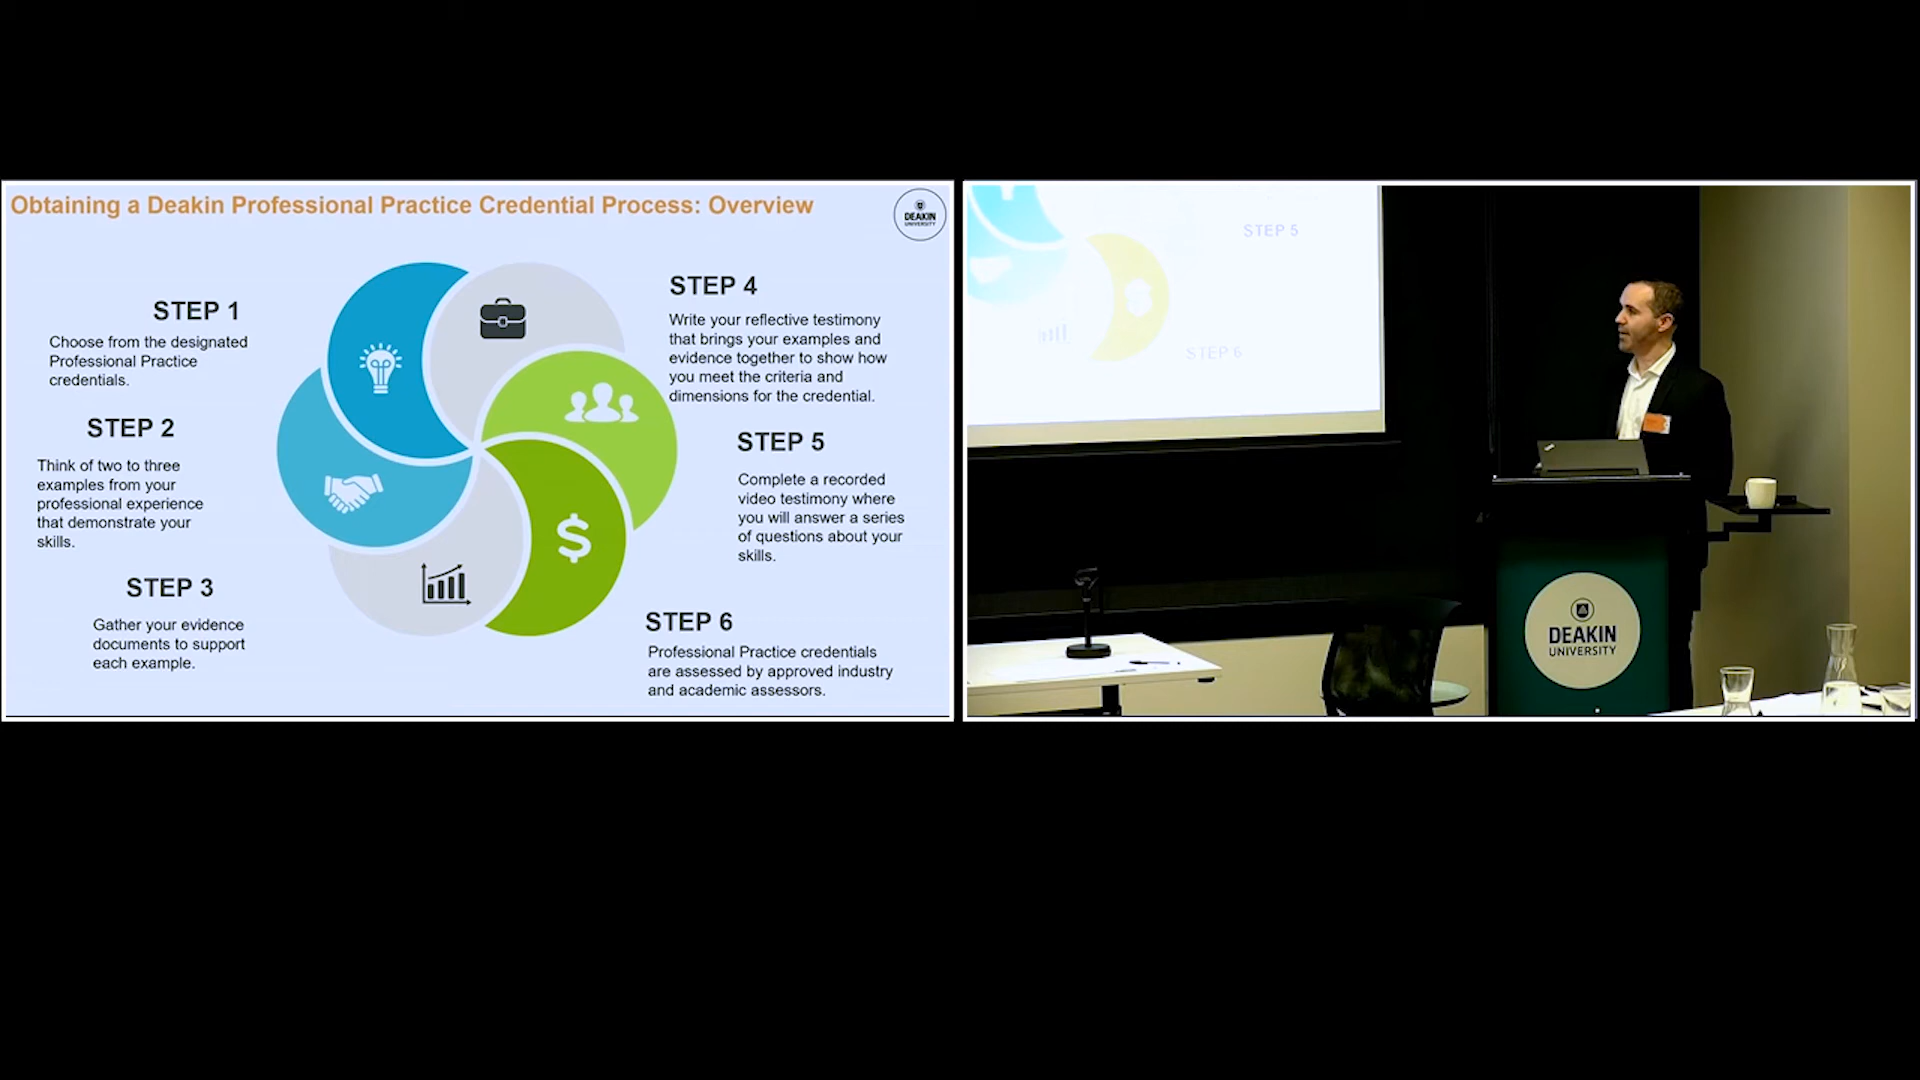 Obtaining a Deakin Professional Practice Credential Process: Overview
DEAKIN
UNIVERSITY
STEP 1
Choose from the designated
Professional Practice
credentials.
STEP 2
Think of two to three
examples from your
professional experience
that demonstrate your
skills.
STEP 3
Gather your evidence
documents to support
each example.
$
STEP 4
Write your reflective testimony
that brings your examples and
evidence together to show how
you meet the criteria and
dimensions for the credential.
STEP 5
Complete a recorded
video testimony where
you will answer a series
of questions about your
skills.
STEP 6
Professional Practice credentials
are assessed by approved industry
and academic assessors.
STEP 5
STEP 6
DEAKIN
UNIVERSITY